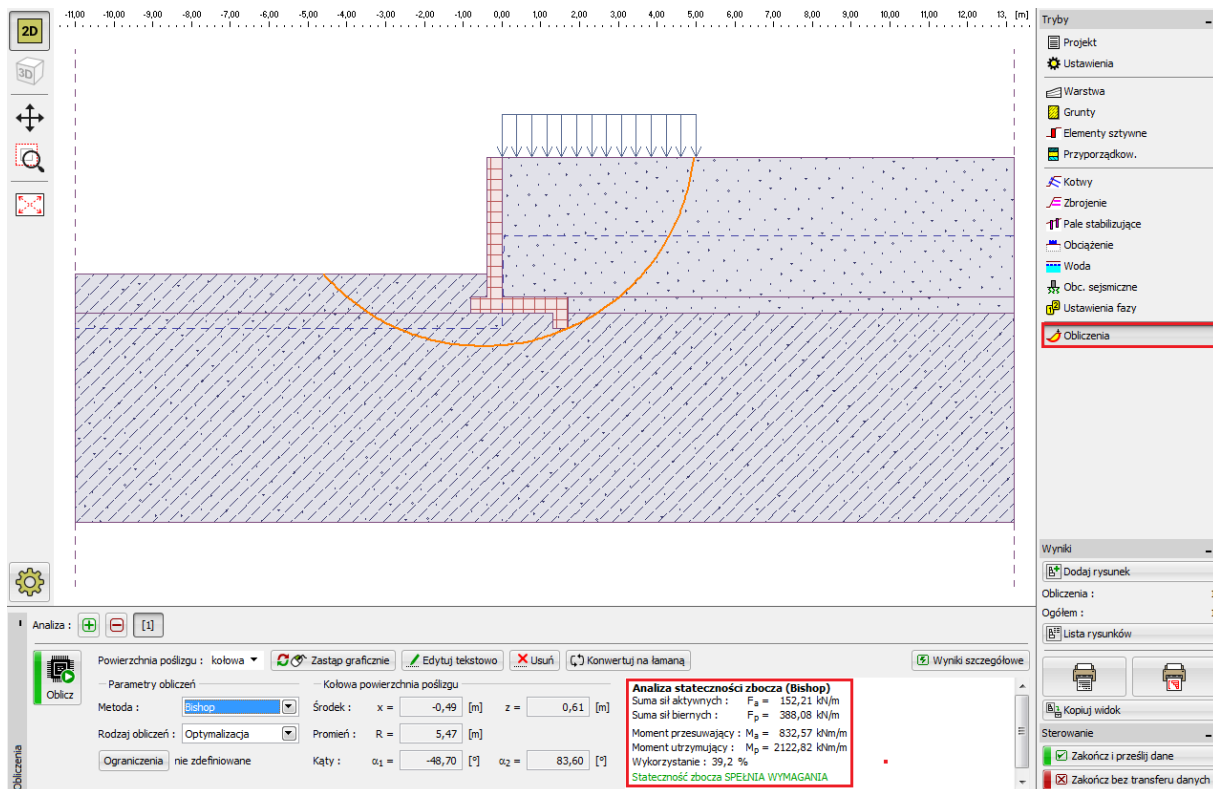 -11,00 -10,00 -9,00 -8,00 -7,00 -6,00 -5,00 -4,00 -3,00 -2,00 -1,00 0,00 1,00 2,00 3,00 4,00 5,00 6,00 7,00 8,00 9,00 10,00 11,00 12,00 13, [m]
2D
3D
Tryby
Projekt
Ustawienia
Warstwa
Grunty
Elementy sztywne
Przyporządkow.
Kotwy
Zbrojenie
Pale stabilizujące
Obciążenie
Woda
Obc. sejsmiczne
Ustawienia fazy
Obliczenia
Wyniki
Dodaj rysunek
Obliczenia :
Ogółem :
Lista rysunków
Kopiuj widok
Sterowanie
Zakończ i prześlij dane
Zakończ bez transferu danych
Obliczenia
Analiza : [1]
Oblicz
Powierzchnia poślizgu : kołowa Zastąp graficznie Edytuj tekstowo Usuń Konwertuj na łamaną Wyniki szczegółowe
Parametry obliczeń
Metoda : Bishop
Rodzaj obliczeń : Optymalizacja
Ograniczenia nie zdefiniowane
Kołowa powierzchnia poślizgu
Środek : x = -0,49 [m] z = 0,61 [m]
Promień : R = 5,47 [m]
Kąty : α1 = -48,70 [°] α2 = 83,60 [°]
Analiza stateczności zbocza (Bishop)
Suma sił aktywnych : Fa = 152,21 kN/m
Suma sił biernych : Fp = 388,08 kN/m
Moment przesuwający : Ma = 832,57 kNm/m
Moment utrzymujący : Mp = 2122,82 kNm/m
Wykorzystanie : 39,2 %
Stateczność zbocza SPEŁNIA WYMAGANIA